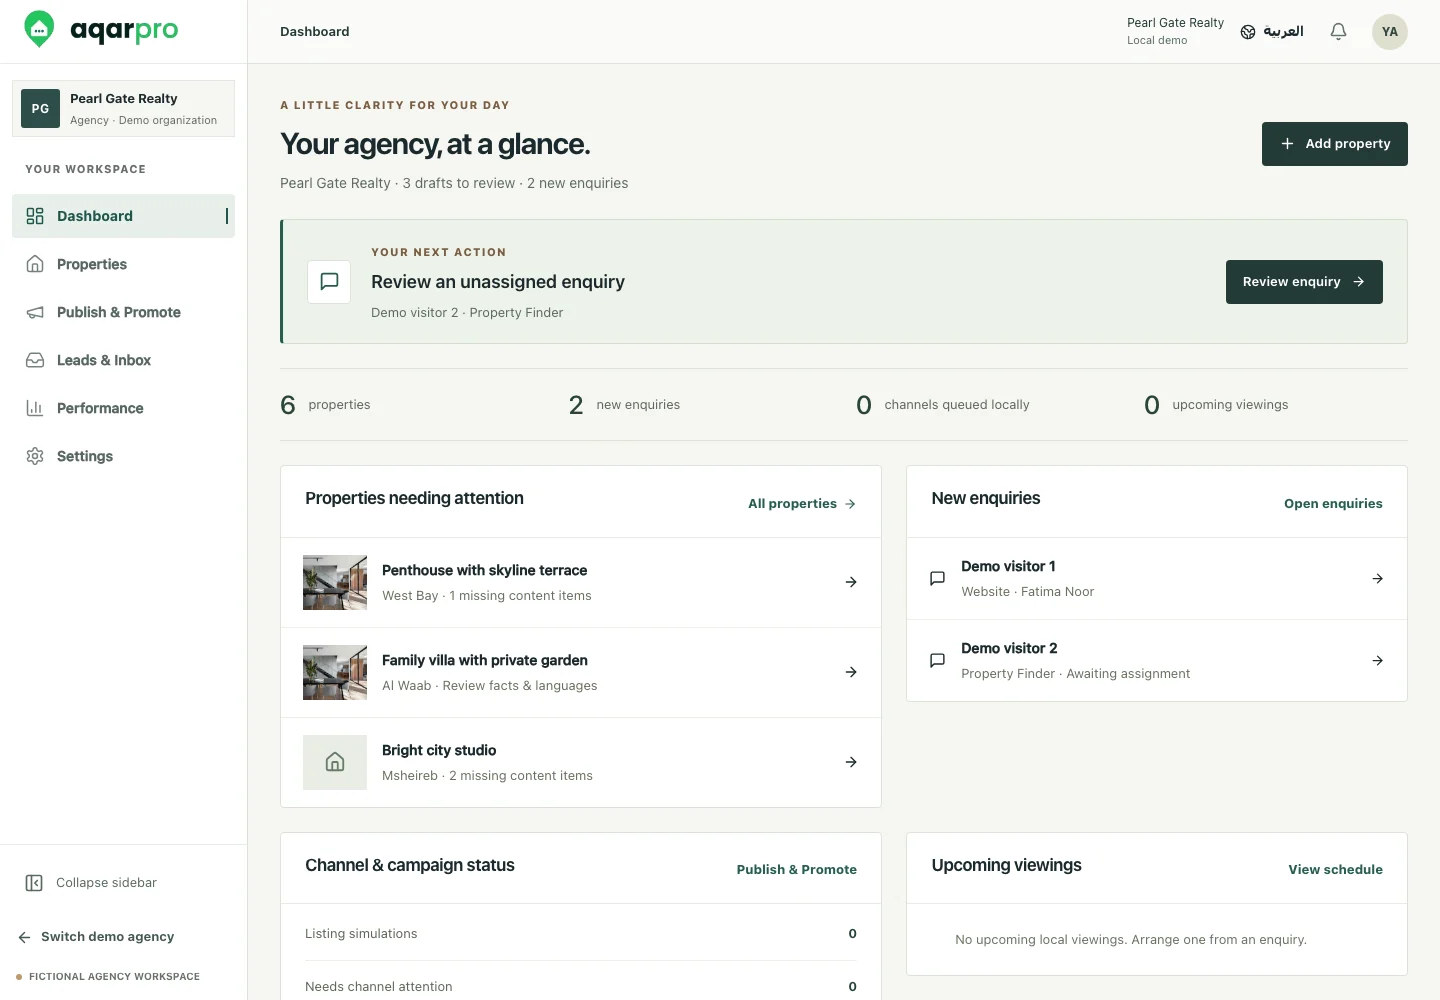 aqarpro
PG
Pearl Gate Realty
Agency · Demo organization
YOUR WORKSPACE
Dashboard
Properties
Publish & Promote
Leads & Inbox
Performance
Settings
Collapse sidebar
Switch demo agency
FICTIONAL AGENCY WORKSPACE
Dashboard
Pearl Gate Realty
Local demo
العربية
YA
A LITTLE CLARITY FOR YOUR DAY
Your agency, at a glance.
Pearl Gate Realty · 3 drafts to review · 2 new enquiries
Add property
YOUR NEXT ACTION
Review an unassigned enquiry
Demo visitor 2 · Property Finder
Review enquiry
6 properties
2 new enquiries
0 channels queued locally
0 upcoming viewings
Properties needing attention
All properties
Penthouse with skyline terrace
West Bay · 1 missing content items
Family villa with private garden
Al Waab · Review facts & languages
Bright city studio
Msheireb · 2 missing content items
New enquiries
Open enquiries
Demo visitor 1
Website · Fatima Noor
Demo visitor 2
Property Finder · Awaiting assignment
Channel & campaign status
Publish & Promote
Listing simulations 0
Needs channel attention 0
Upcoming viewings
View schedule
No upcoming local viewings. Arrange one from an enquiry.